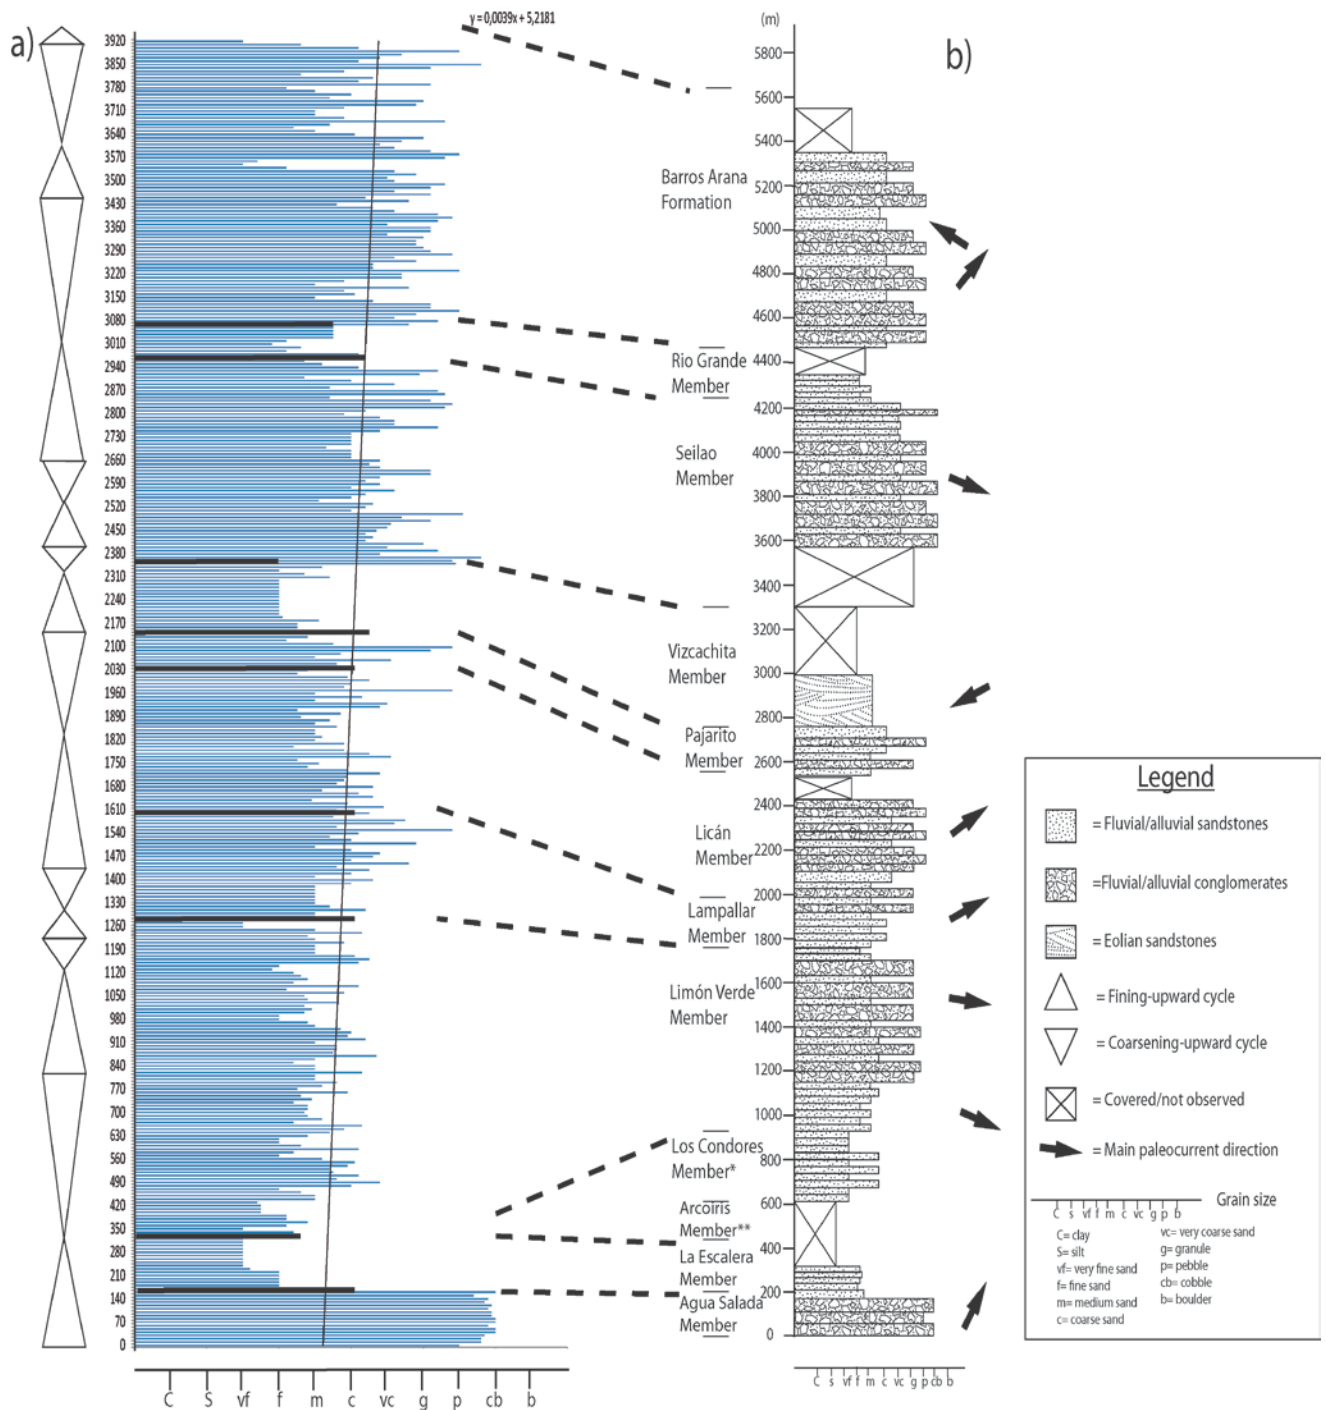 a)
y = 0,0039x + 5,2181
3920
3850
3780
3710
3640
3570
3500
3430
3360
3290
3220
3150
3080
3010
2940
2870
2800
2730
2660
2590
2520
2450
2380
2310
2240
2170
2100
2030
1960
1890
1820
1750
1680
1610
1540
1470
1400
1330
1260
1190
1120
1050
980
910
840
770
700
630
560
490
420
350
280
210
140
70
0
C S vf f m c vc g p cb b
Barros Arana
Formation
Rio Grande
Member
Seilao
Member
Vizcachita
Member
Pajarito
Member
Licán
Member
Lampallar
Member
Limón Verde
Member
Los Condores
Member*
Arcoiris
Member**
La Escalera
Member
Agua Salada
Member
b)
(m)
5800
5600
5400
5200
5000
4800
4600
4400
4200
4000
3800
3600
3400
3200
3000
2800
2600
2400
2200
2000
1800
1600
1400
1200
1000
800
600
400
200
0
C s vf f m c vc g p cb b
Legend
= Fluvial/alluvial sandstones
=Fluvial/alluvial conglomerates
= Eolian sandstones
= Fining-upward cycle
= Coarsening-upward cycle
= Covered/not observed
= Main paleocurrent direction
Grain size
C s vf f m c vc g p b
C= clay
S= silt
vf= very fine sand
f= fine sand
m= medium sand
c= coarse sand
vc= very coarse sand
g= granule
p= pebble
cb= cobble
b= boulder